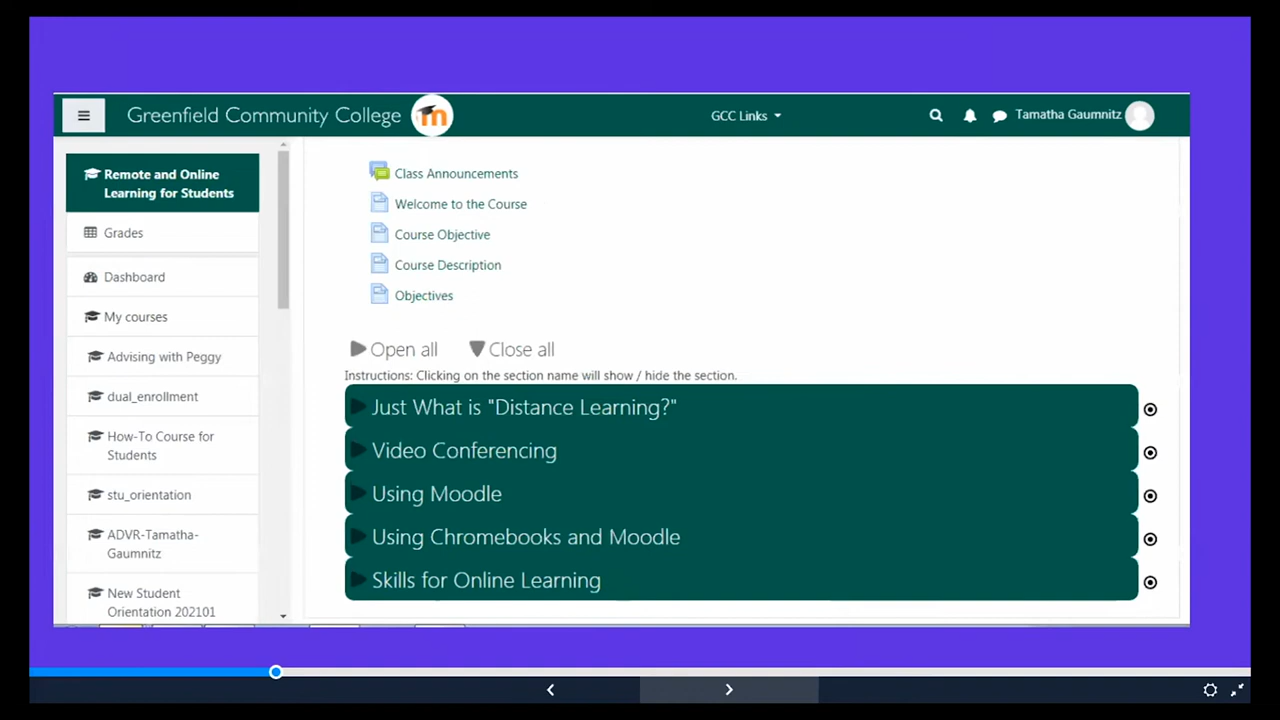 Greenfield Community College
GCC Links
Tamatha Gaumnitz
Remote and Online
Learning for Students
Grades
Dashboard
My courses
Advising with Peggy
dual_enrollment
How-To Course for
Students
stu_orientation
ADVR-Tamatha-
Gaumnitz
New Student
Orientation 202101
Class Announcements
Welcome to the Course
Course Objective
Course Description
Objectives
Open all Close all
Instructions: Clicking on the section name will show / hide the section.
Just What is "Distance Learning?"
Video Conferencing
Using Moodle
Using Chromebooks and Moodle
Skills for Online Learning